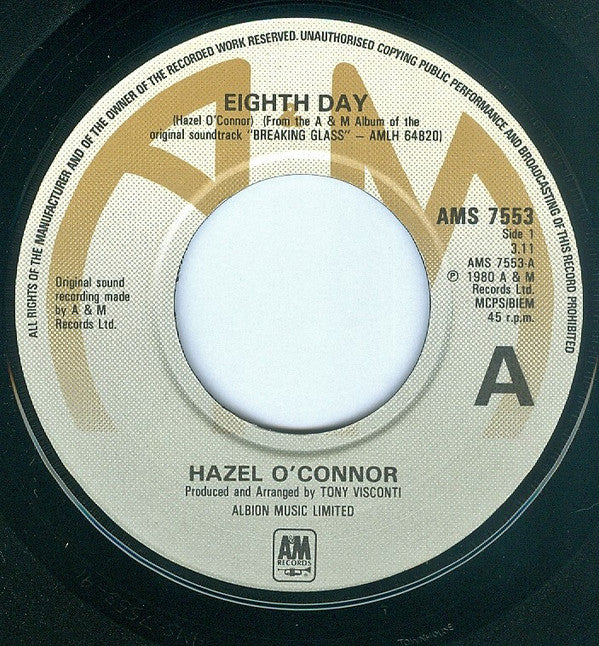 ALL RIGHTS OF THE MANUFACTURER AND OF THE OWNER OF THE RECORDED WORK RESERVED. UNAUTHORISED COPYING PUBLIC PERFORMANCE AND BROADCASTING OF THIS RECORD PROHIBITED
EIGHTH DAY
(Hazel O'Connor) (From the A & M Album of the
original soundtrack "BREAKING GLASS" – AMLH 64820)
AMS 7553
Side 1
3.11
AMS 7553-A
℗ 1980 A & M
Records Ltd.
MCPS/BIEM
45 r.p.m.
Original sound
recording made
by A & M
Records Ltd.
A
HAZEL O'CONNOR
Produced and Arranged by TONY VISCONTI
ALBION MUSIC LIMITED
A&M
RECORDS